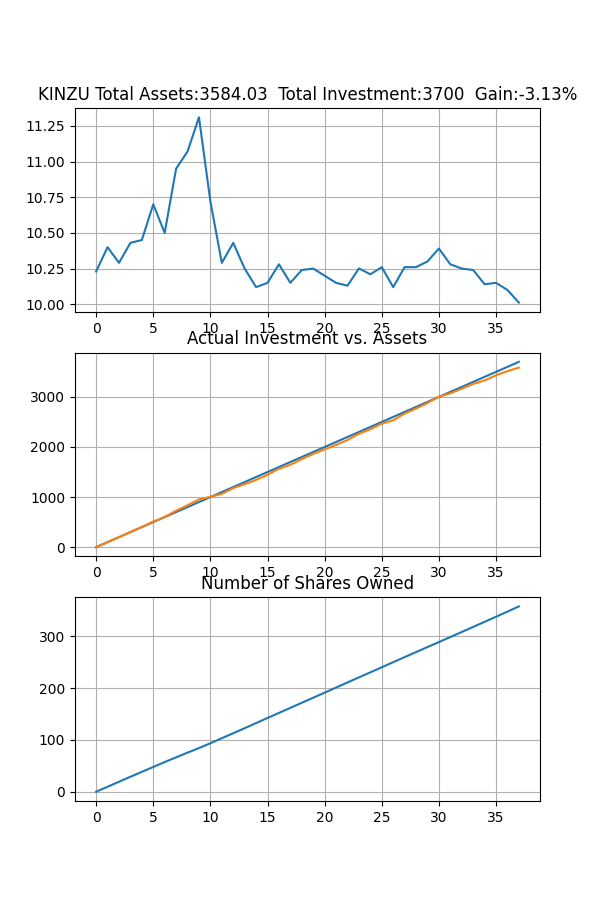 KINZU Total Assets:3584.03 Total Investment:3700 Gain:-3.13%
11.25
11.00
10.75
10.50
10.25
10.00
0 5 10 15 20 25 30 35
Actual Investment vs. Assets
3000
2000
1000
0
0 5 10 15 20 25 30 35
Number of Shares Owned
300
200
100
0
0 5 10 15 20 25 30 35